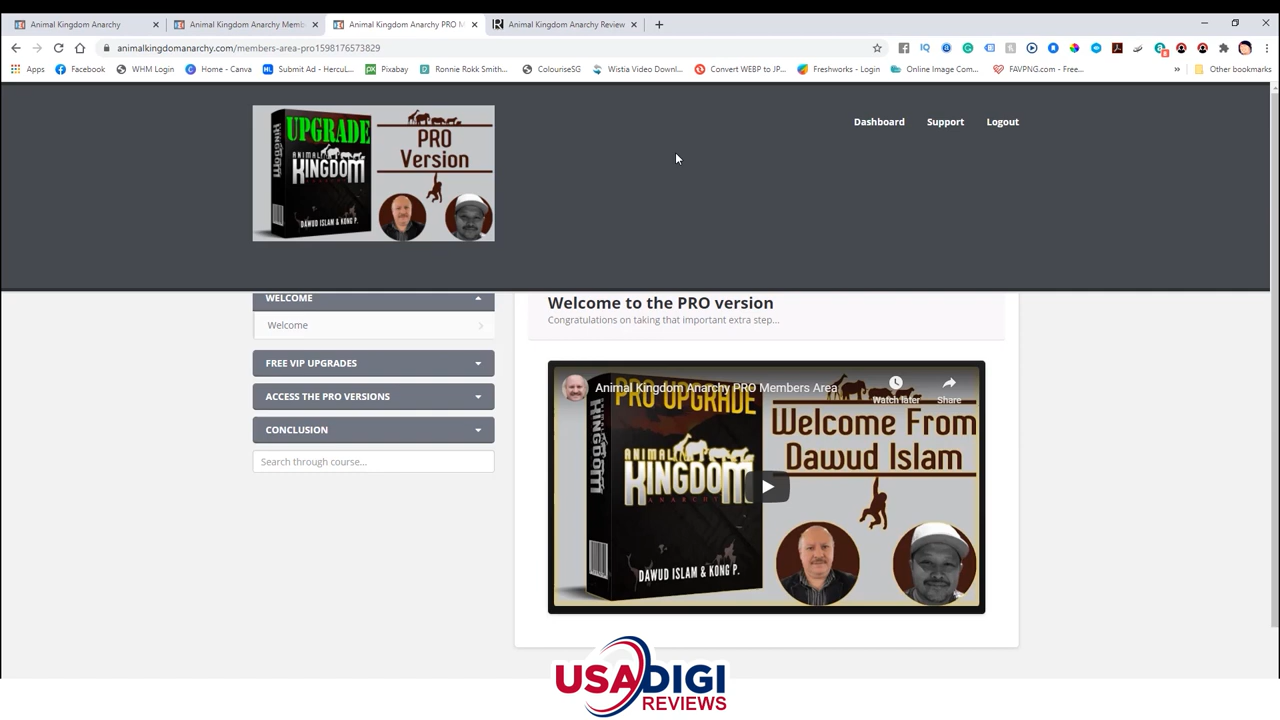 Animal Kingdom Anarchy
Animal Kingdom Anarchy Memb
Animal Kingdom Anarchy PRO M
Animal Kingdom Anarchy Review
animalkingdomanarchy.com/members-area-pro1598176573829
Apps
Facebook
WHM Login
Home - Canva
Submit Ad - HercuL...
Pixabay
Ronnie Rokk Smith...
ColouriseSG
Wistia Video Downl...
Convert WEBP to JP...
Freshworks - Login
Online Image Com...
FAVPNG.com - Free...
»
Other bookmarks
UPGRADE
ANIMAL
KINGDOM
ANARCHY
DAWUD ISLAM & KONG P.
PRO
Version
Dashboard
Support
Logout
WELCOME
Welcome
FREE VIP UPGRADES
ACCESS THE PRO VERSIONS
CONCLUSION
Search through course...
Welcome to the PRO version
Congratulations on taking that important extra step...
Animal Kingdom Anarchy PRO Members Area
Watch later
Share
PRO UPGRADE
ANIMAL
KINGDOM
ANARCHY
DAWUD ISLAM & KONG P.
Welcome From
Dawud Islam
USADIGI
REVIEWS